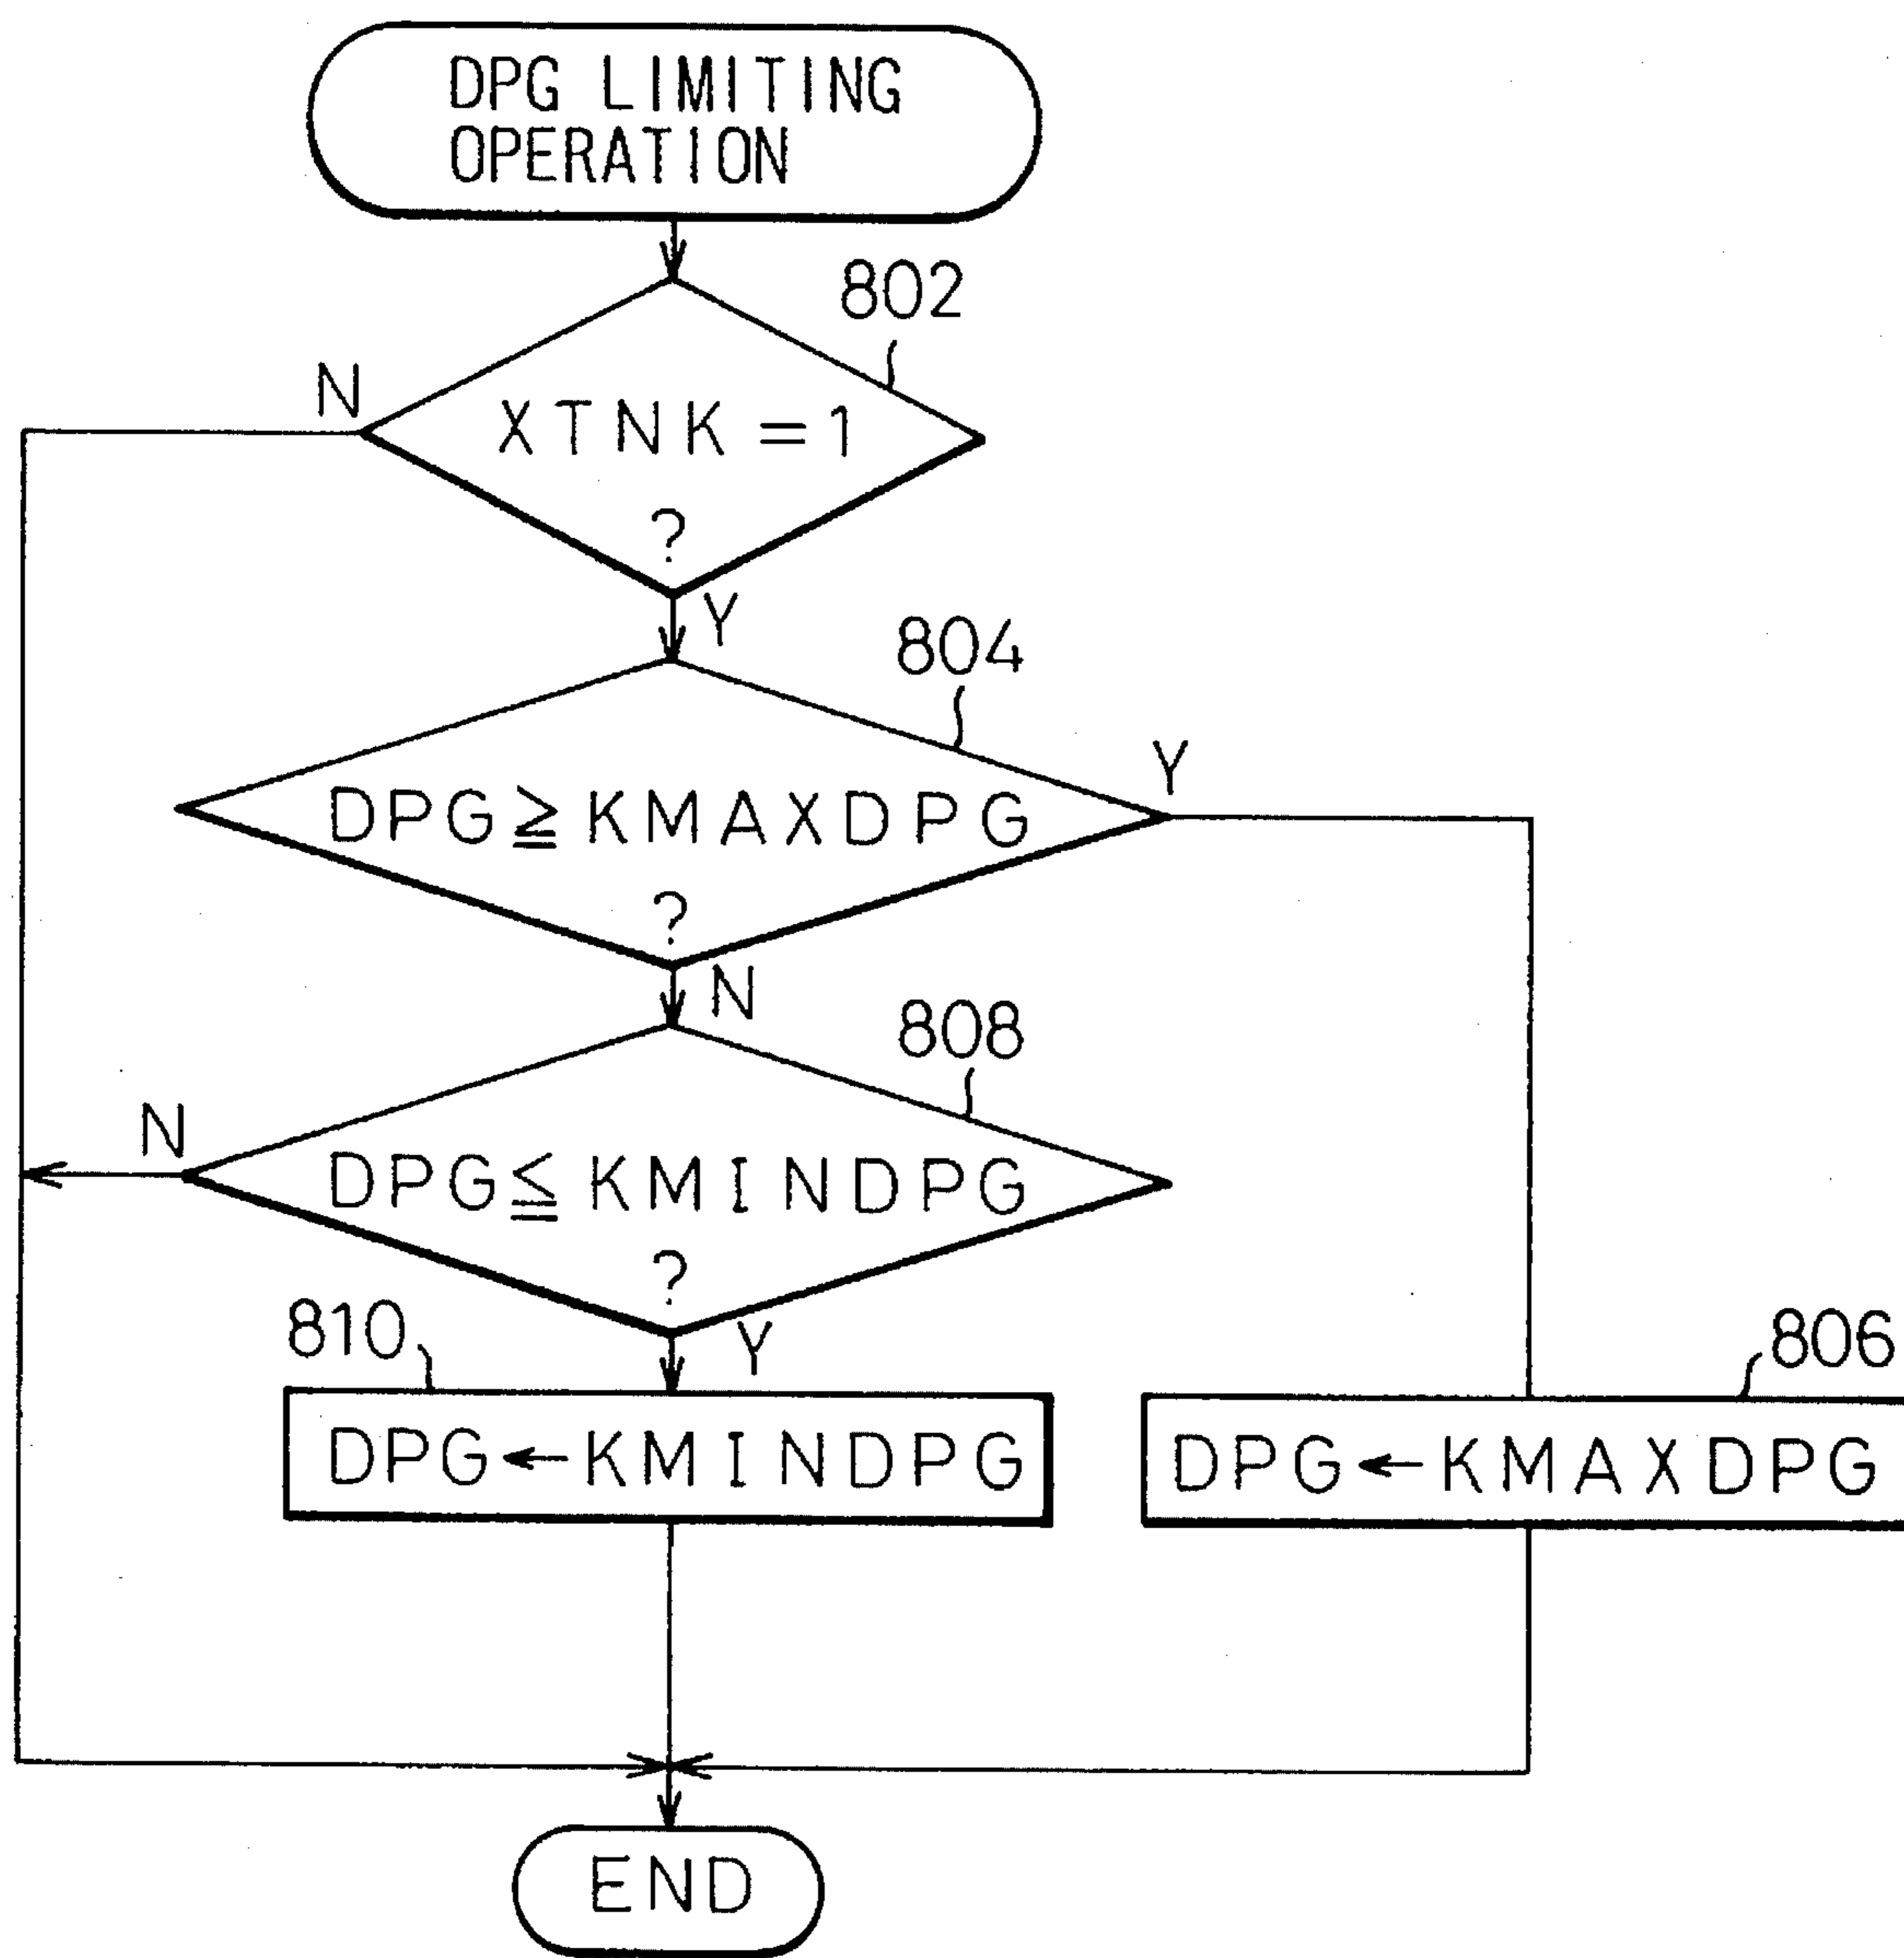 DPG LIMITING
OPERATION
802
N
XTNK=1
?
Y
804
Y
DPG≧KMAXDPG
?
N
808
N
DPG≦KMINDPG
?
Y
810
806
DPG←KMINDPG
DPG←KMAXDPG
END